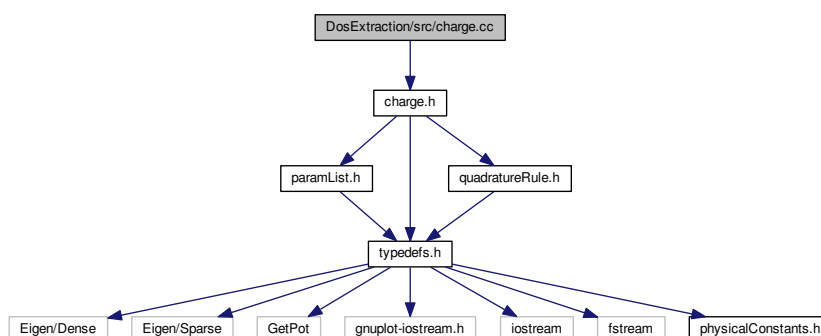 DosExtraction/src/charge.cc
charge.h
paramList.h
quadratureRule.h
typedefs.h
Eigen/Dense
Eigen/Sparse
GetPot
gnuplot-iostream.h
iostream
fstream
physicalConstants.h